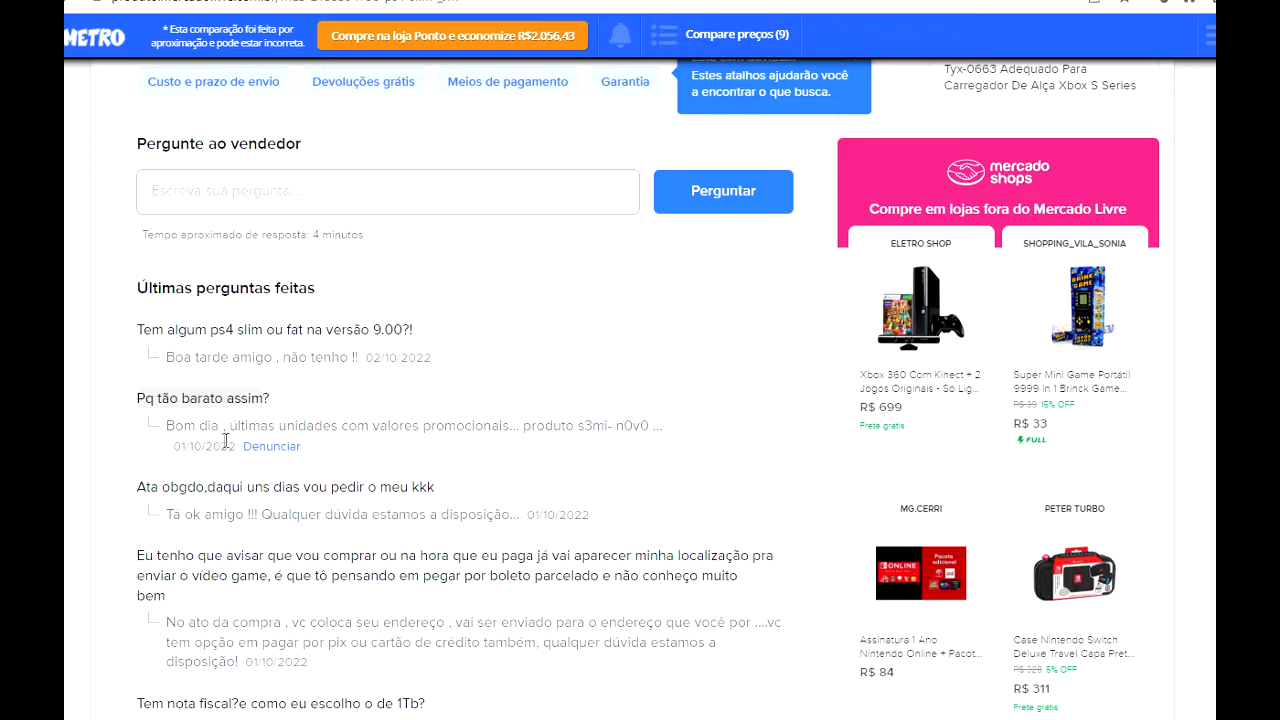 METRO
* Esta comparação foi feita por
aproximação e pode estar incorreta.
Compre na loja Ponto e economize R$2.056,43
Compare preços (9)
Custo e prazo de envio
Devoluções grátis
Meios de pagamento
Garantia
Estes atalhos ajudarão você
a encontrar o que busca.
Tyx-0663 Adequado Para
Carregador De Alça Xbox S Series
Pergunte ao vendedor
Escreva sua pergunta...
Perguntar
Tempo aproximado de resposta: 4 minutos
Últimas perguntas feitas
Tem algum ps4 slim ou fat na versão 9.00?!
Boa tarde amigo , não tenho !! 02/10/2022
Pq tão barato assim?
Bom dia , últimas unidades com valores promocionais... produto s3mi- n0v0 ...
01/10/2022 Denunciar
Ata obgdo,daqui uns dias vou pedir o meu kkk
Tá ok amigo !!! Qualquer dúvida estamos a disposição... 01/10/2022
Eu tenho que avisar que vou comprar ou na hora que eu paga já vai aparecer minha localização pra
enviar o vídeo game, é que tô pensando em pegar por boleto parcelado e não conheço muito
bem
No ato da compra , vc coloca seu endereço , vai ser enviado para o endereço que você por ....vc
tem opção em pagar por pix ou cartão de crédito também, qualquer dúvida estamos a
disposição! 01/10/2022
Tem nota fiscal?e como eu escolho o de 1Tb?
mercado
shops
Compre em lojas fora do Mercado Livre
ELETRO SHOP
Xbox 360 Com Kinect + 2
Jogos Originais - So Lig...
R$ 699
Frete grátis
SHOPPING_VILA_SONIA
Super Mini Game Portátil
9999 In 1 Brinck Game...
R$ 39 15% OFF
R$ 33
FULL
MG.CERRI
ONLINE
Pacote
adicional
Assinatura 1 Ano
Nintendo Online + Pacot...
R$ 84
PETER TURBO
Case Nintendo Switch
Deluxe Travel Capa Pret...
R$ 328 5% OFF
R$ 311
Frete grátis